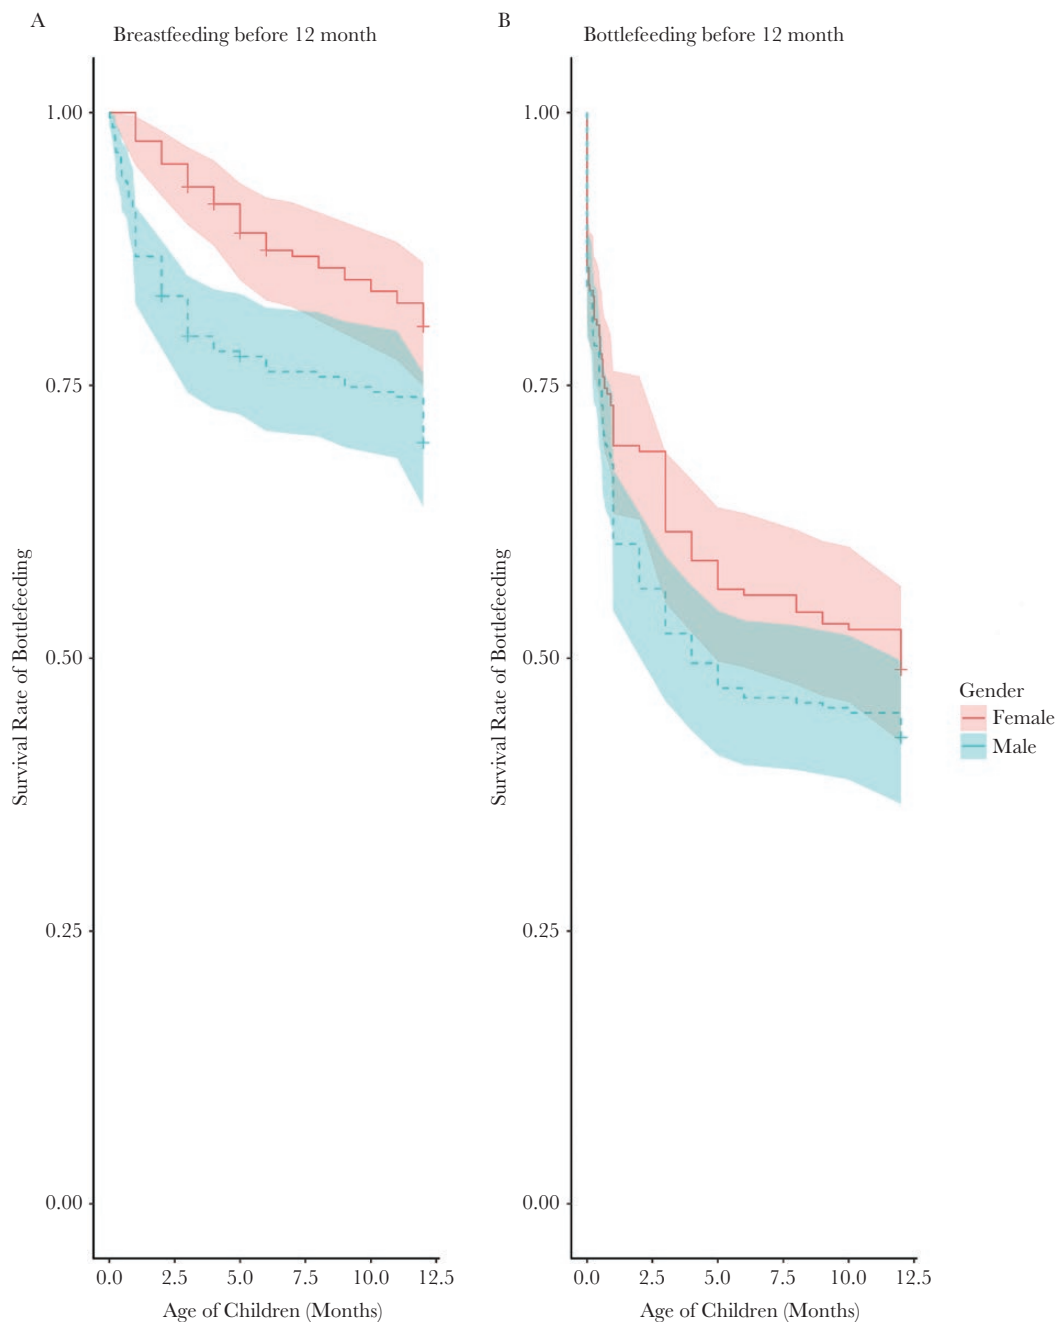 A
Breastfeeding before 12 month
1.00
0.75
0.50
0.25
0.00
Survival Rate of Bottlefeeding
0.0 2.5 5.0 7.5 10.0 12.5
Age of Children (Months)
B
Bottlefeeding before 12 month
1.00
0.75
0.50
0.25
0.00
Survival Rate of Bottlefeeding
0.0 2.5 5.0 7.5 10.0 12.5
Age of Children (Months)
Gender
Female
Male